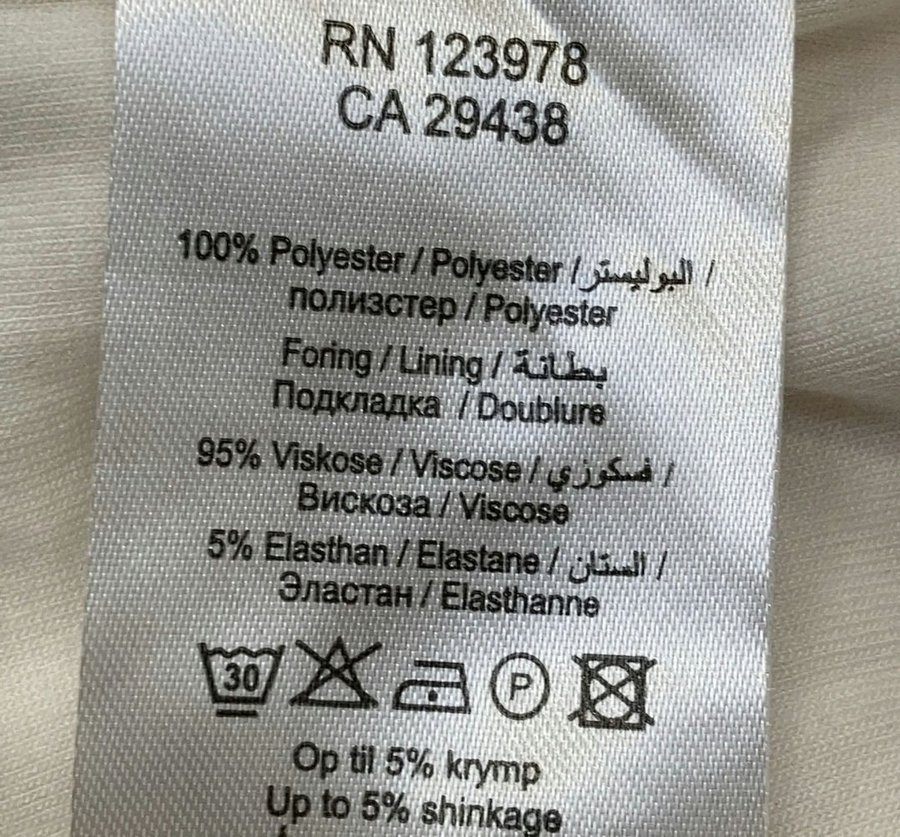 RN 123978
CA 29438
100% Polyester / Polyester / البوليستر /
полиэстер / Polyester
Foring / Lining / بطانة
Подкладка / Doublure
95% Viskose / Viscose / فسكوزي /
Вискоза / Viscose
5% Elasthan / Elastane / الستان /
Эластан / Elasthanne
30
P
Op til 5% krymp
Up to 5% shinkage